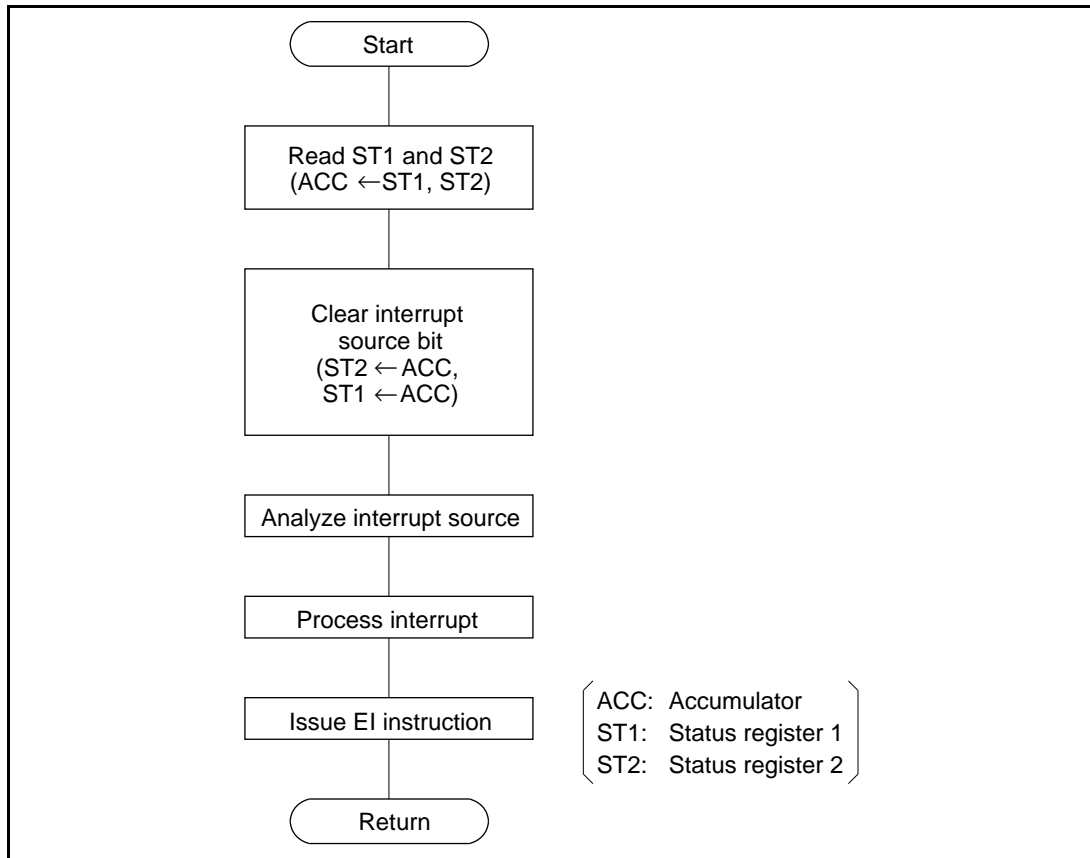 Start
Read ST1 and ST2
(ACC ←ST1, ST2)
Clear interrupt
source bit
(ST2 ←ACC,
ST1 ←ACC)
Analyze interrupt source
Process interrupt
Issue EI instruction
ACC: Accumulator
ST1: Status register 1
ST2: Status register 2
Return